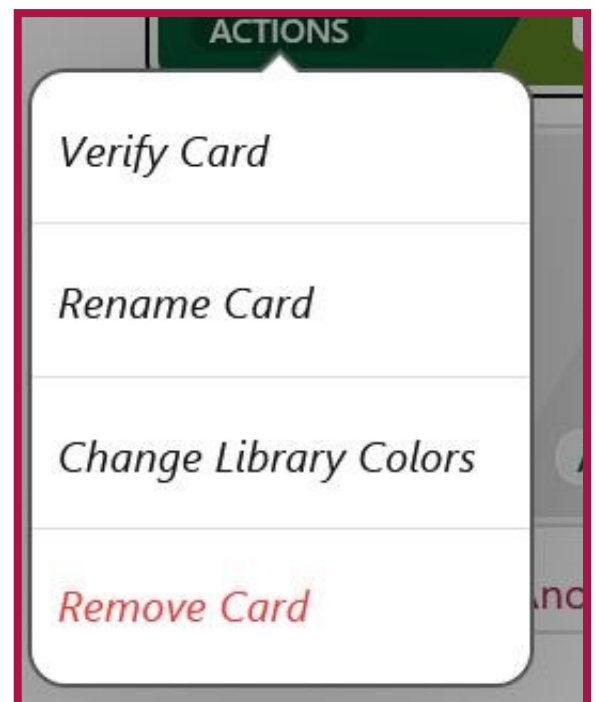 ACTIONS
Verify Card
Rename Card
Change Library Colors
Remove Card